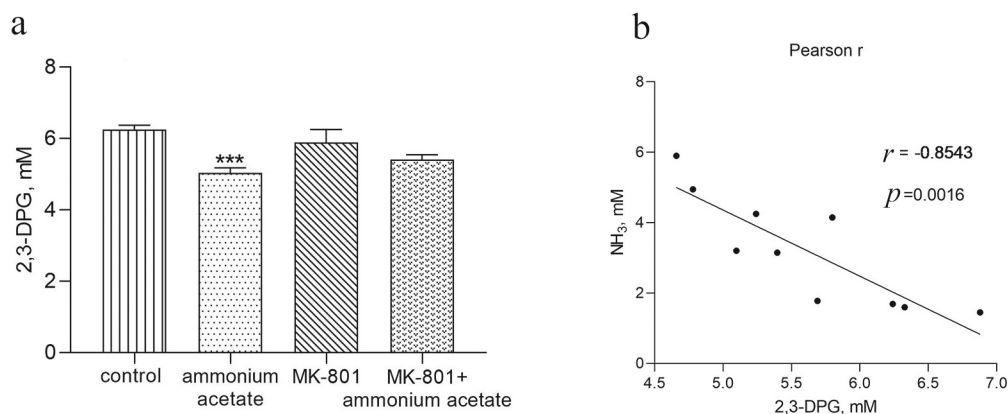 a
8
6
4
2
0
2,3-DPG, mM
***
control
ammonium
acetate
MK-801
MK-801+
ammonium acetate
b
Pearson r
8
6
4
2
0
NH3, mM
r = -0.8543
p=0.0016
4.5 5.0 5.5 6.0 6.5 7.0
2,3-DPG, mM